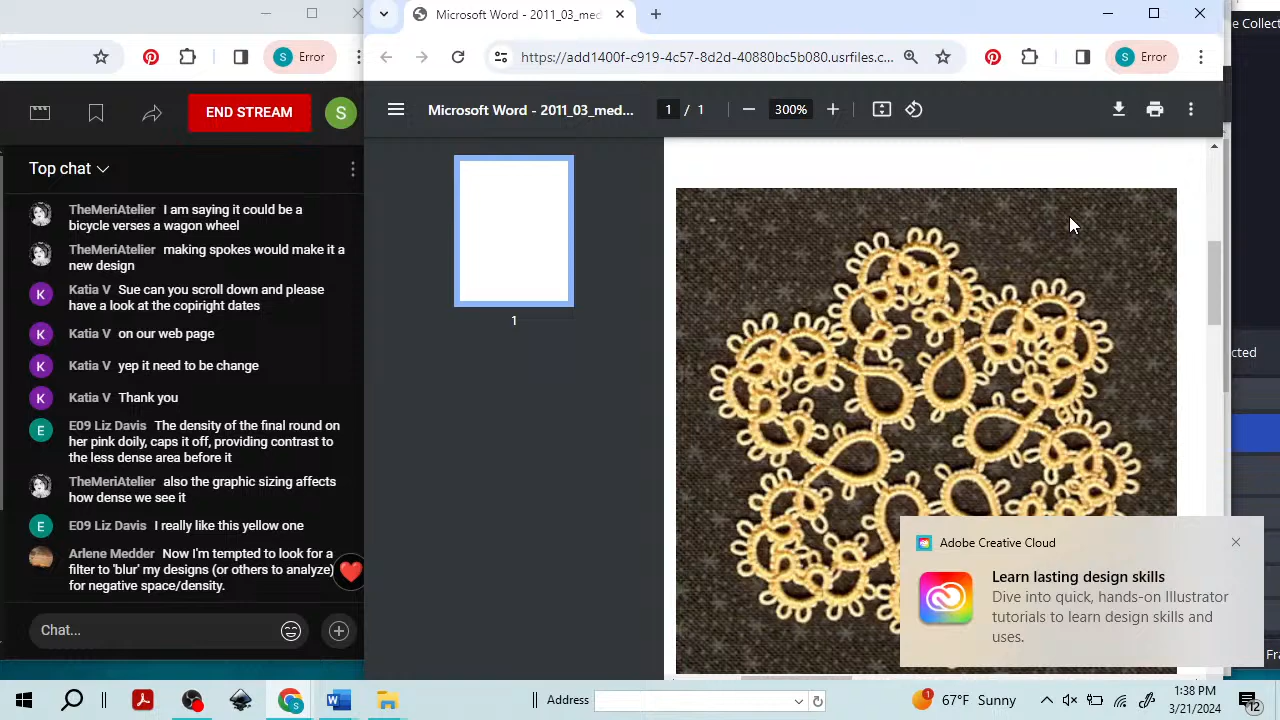 Microsoft Word - 2011_03_mec
e Collect
Error
https://add1400f-c919-4c57-8d2d-40880bc5b080.usrfiles.c...
Error
END STREAM
S
Microsoft Word - 2011_03_med...
1 / 1
300%
Top chat
TheMeriAtelier I am saying it could be a
bicycle verses a wagon wheel
TheMeriAtelier making spokes would make it a
new design
K
Katia V Sue can you scroll down and please
have a look at the copiright dates
K
Katia V on our web page
K
Katia V yep it need to be change
K
Katia V Thank you
E
E09 Liz Davis The density of the final round on
her pink doily, caps it off, providing contrast to
the less dense area before it
TheMeriAtelier also the graphic sizing affects
how dense we see it
E
E09 Liz Davis I really like this yellow one
Arlene Medder Now I'm tempted to look for a
filter to 'blur' my designs (or others to analyze)
for negative space/density.
Chat...
1
cted
Adobe Creative Cloud
Learn lasting design skills
Dive into quick, hands-on Illustrator
tutorials to learn design skills and
uses.
Fra
Address
1
67°F Sunny
1:38 PM
3/21/2024
12